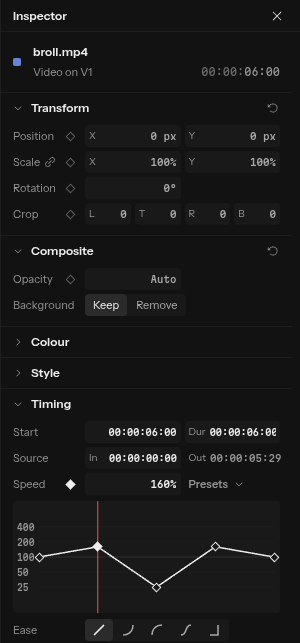 Inspector
broll.mp4
Video on V1 00:00:06:00
Transform
Position X 0 px Y 0 px
Scale X 100% Y 100%
Rotation 0°
Crop L 0 T 0 R 0 B 0
Composite
Opacity Auto
Background Keep Remove
Colour
Style
Timing
Start 00:00:06:00 Dur 00:00:06:00
Source In 00:00:00:00 Out 00:00:05:29
Speed 160% Presets
400
200
100
50
25
Ease